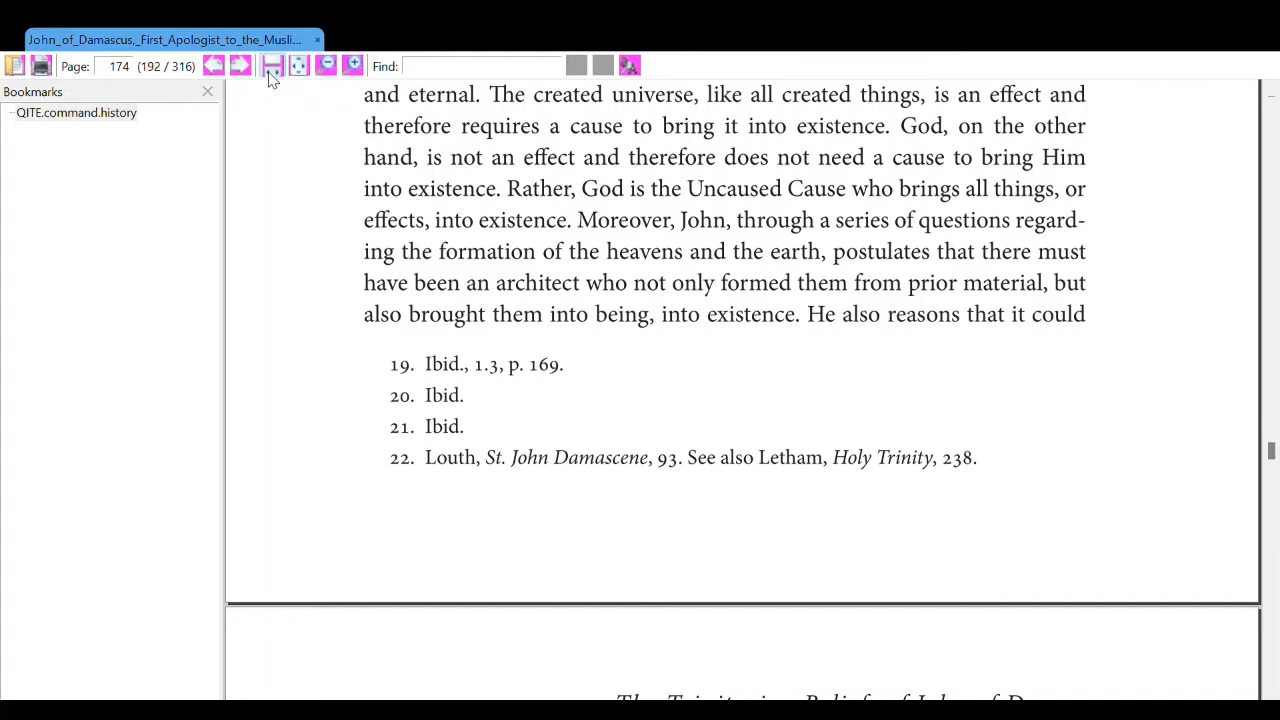 John_of_Damascus,_First_Apologist_to_the_Musli...
Page: 174 (192 / 316) Find:
Bookmarks
QITE.command.history
and eternal. The created universe, like all created things, is an effect and
therefore requires a cause to bring it into existence. God, on the other
hand, is not an effect and therefore does not need a cause to bring Him
into existence. Rather, God is the Uncaused Cause who brings all things, or
effects, into existence. Moreover, John, through a series of questions regard-
ing the formation of the heavens and the earth, postulates that there must
have been an architect who not only formed them from prior material, but
also brought them into being, into existence. He also reasons that it could
19. Ibid., 1.3, p. 169.
20. Ibid.
21. Ibid.
22. Louth, St. John Damascene, 93. See also Letham, Holy Trinity, 238.